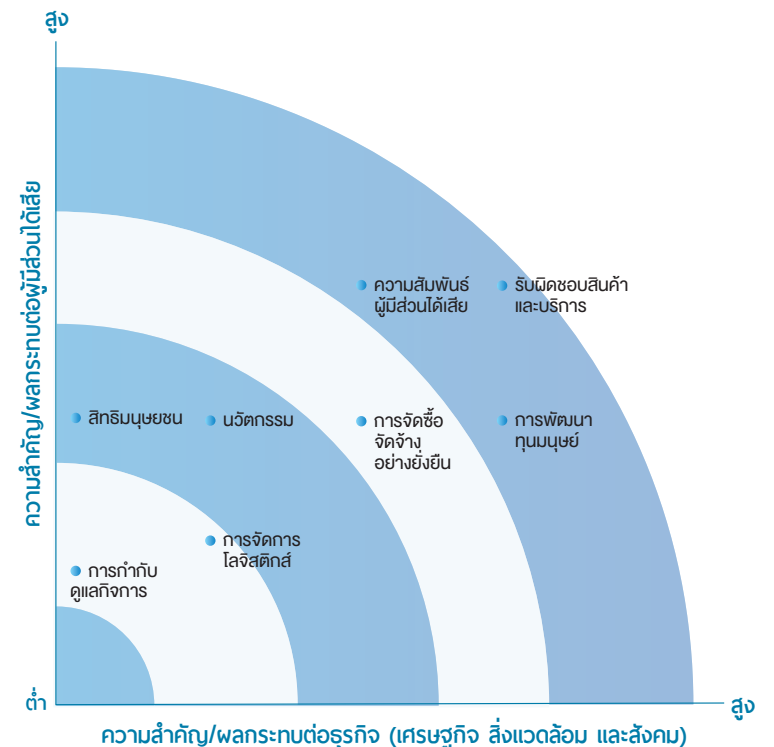 สูง
ความสำคัญ/ผลกระทบต่อผู้มีส่วนได้เสีย
ความสัมพันธ์
ผู้มีส่วนได้เสีย
รับผิดชอบสินค้า
และบริการ
สิทธิมนุษยชน
นวัตกรรม
การจัดซื้อ
จัดจ้าง
อย่างยั่งยืน
การพัฒนา
ทุนมนุษย์
การจัดการ
โลจิสติกส์
การกำกับ
ดูแลกิจการ
ต่ำ
สูง
ความสำคัญ/ผลกระทบต่อธุรกิจ (เศรษฐกิจ สิ่งแวดล้อม และสังคม)